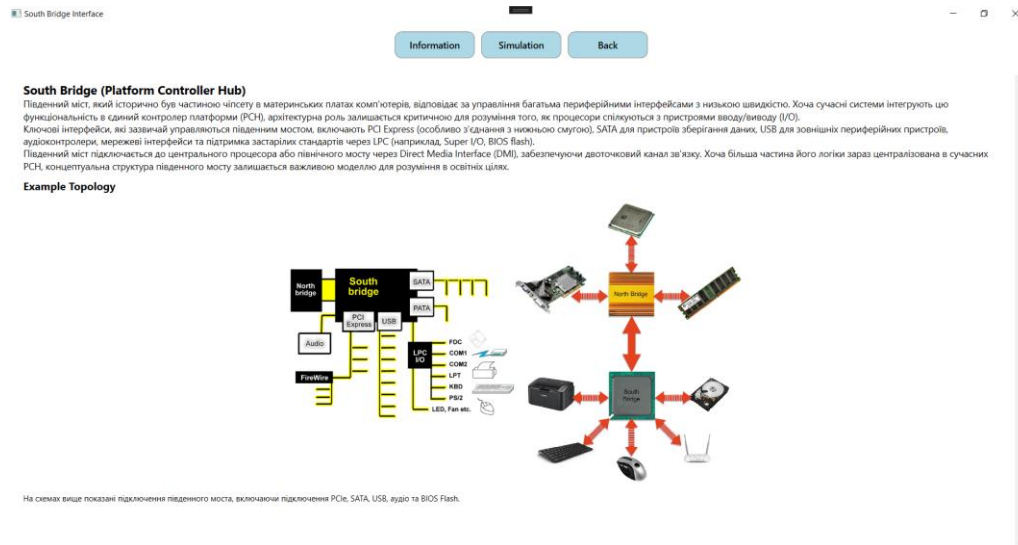 South Bridge Interface
Information Simulation Back
South Bridge (Platform Controller Hub)
Південний міст, який історично був частиною чіпсету в материнських платах комп'ютерів, відповідає за управління багатьма периферійними інтерфейсами з низькою швидкістю. Хоча сучасні системи інтегрують цю
функціональність в єдиний контролер платформи (PCH), архітектурна роль залишається критичною для розуміння того, як процесори спілкуються з пристроями вводу/виводу (I/O).
Ключові інтерфейси, які зазвичай управляються південним мостом, включають PCI Express (особливо з'єднання з нижньою смугою), SATA для пристроїв зберігання даних, USB для зовнішніх периферійних пристроїв,
аудіоконтролери, мережеві інтерфейси та підтримка застарілих стандартів через LPC (наприклад, Super I/O, BIOS flash).
Південний міст підключається до центрального процесора або північного мосту через Direct Media Interface (DMI), забезпечуючи двоточковий канал зв'язку. Хоча більша частина його логіки зараз централізована в сучасних
PCH, концептуальна структура південного мосту залишається важливою моделлю для розуміння в освітніх цілях.
Example Topology
North
bridge
South
bridge
SATA
PATA
PCI
Express
USB
Audio
FireWire
LPC
I/O
FDC
COM1
COM2
LPT
KBD
PS/2
LED, Fan etc.
North Bridge
South
Bridge
На схемах вище показані підключення південного моста, включаючи підключення PCIe, SATA, USB, аудіо та BIOS Flash.